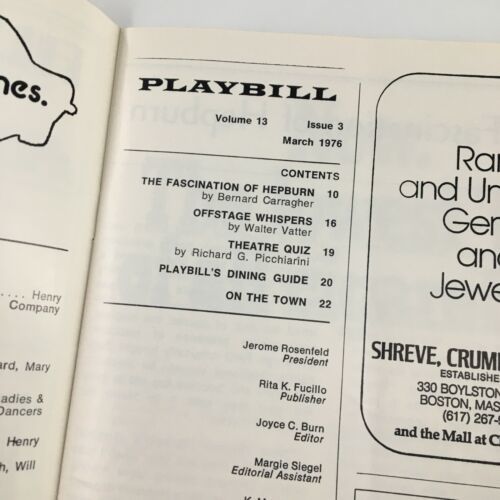 nes.
.... Henry
Company
ard, Mary
adies &
Dancers
Henry
h, Will
PLAYBILL
Volume 13 Issue 3
March 1976
CONTENTS
THE FASCINATION OF HEPBURN 10
by Bernard Carragher
OFFSTAGE WHISPERS 16
by Walter Vatter
THEATRE QUIZ 19
by Richard G. Picchiarini
PLAYBILL'S DINING GUIDE 20
ON THE TOWN 22
Jerome Rosenfeld
President
Rita K. Fucillo
Publisher
Joyce C. Burn
Editor
Margie Siegel
Editorial Assistant
Rar
and Un
Gem
and
Jewe
SHREVE, CRUMP
ESTABLISHE
330 BOYLSTON
BOSTON, MAS
(617) 267-
and the Mall at C